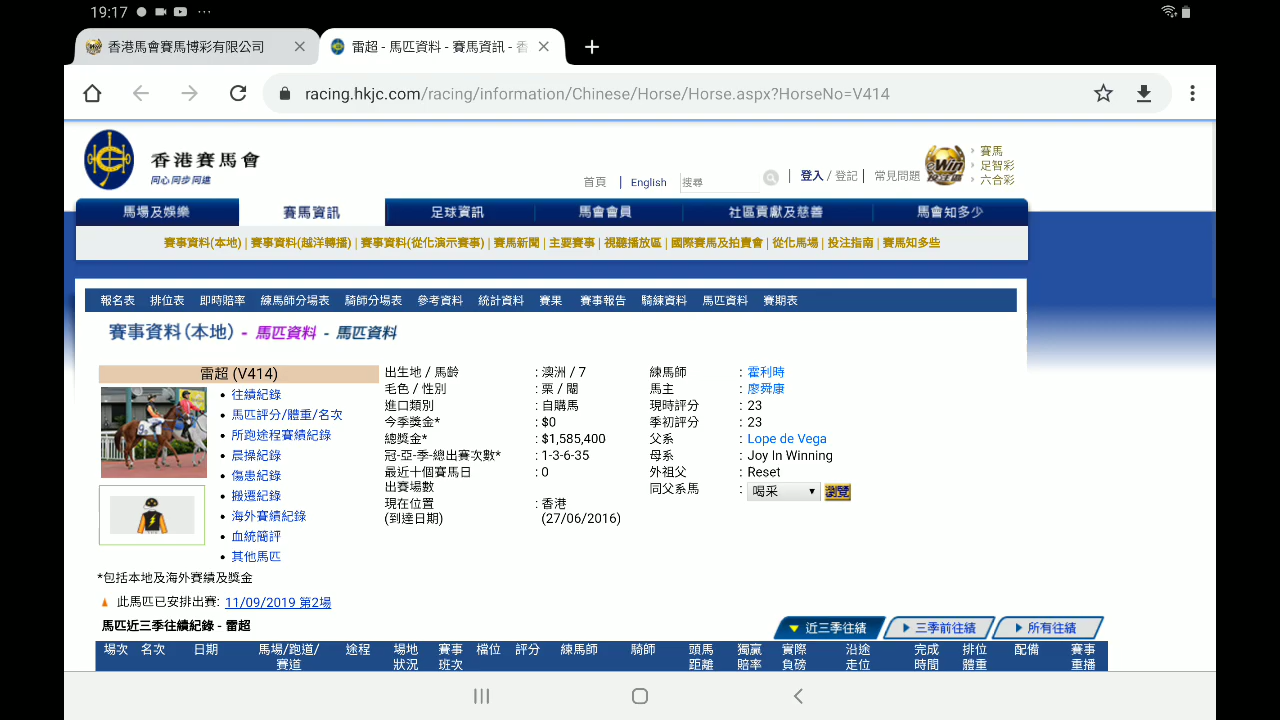 19:17
香港馬會賽馬博彩有限公司
雷超 - 馬匹資料 - 賽馬資訊 - 香
racing.hkjc.com/racing/information/Chinese/Horse/Horse.aspx?HorseNo=V414
香港賽馬會
同心同步同進
首頁 | English 搜尋 | 登入 / 登記 | 常見問題
eWin
賽馬
足智彩
六合彩
馬場及娛樂 賽馬資訊 足球資訊 馬會會員 社區貢獻及慈善 馬會知多少
賽事資料(本地) | 賽事資料(越洋轉播) | 賽事資料(從化演示賽事) | 賽馬新聞 | 主要賽事 | 視聽播放區 | 國際賽馬及拍賣會 | 從化馬場 | 投注指南 | 賽馬知多些
報名表 排位表 即時賠率 練馬師分場表 騎師分場表 參考資料 統計資料 賽果 賽事報告 騎練資料 馬匹資料 賽期表
賽事資料(本地) - 馬匹資料 - 馬匹資料
雷超 (V414)
往績紀錄
馬匹評分/體重/名次
所跑途程賽績紀錄
晨操紀錄
傷患紀錄
搬遷紀錄
海外賽績紀錄
血統簡評
其他馬匹
出生地 / 馬齡 : 澳洲 / 7
毛色 / 性別 : 栗 / 閹
進口類別 : 自購馬
今季獎金* : $0
總獎金* : $1,585,400
冠-亞-季-總出賽次數* : 1-3-6-35
最近十個賽馬日 : 0
出賽場數
現在位置 : 香港
(到達日期) (27/06/2016)
練馬師 : 霍利時
馬主 : 廖舜康
現時評分 : 23
季初評分 : 23
父系 : Lope de Vega
母系 : Joy In Winning
外祖父 : Reset
同父系馬 : 喝采 瀏覽
*包括本地及海外賽績及獎金
此馬匹已安排出賽: 11/09/2019 第2場
馬匹近三季往績紀錄 - 雷超
近三季往績 三季前往績 所有往績
場次 名次 日期 馬場/跑道/ 途程 場地 賽事 檔位 評分 練馬師 騎師 頭馬 獨贏 實際 沿途 完成 排位 配備 賽事
賽道 狀況 班次 距離 賠率 負磅 走位 時間 體重 重播